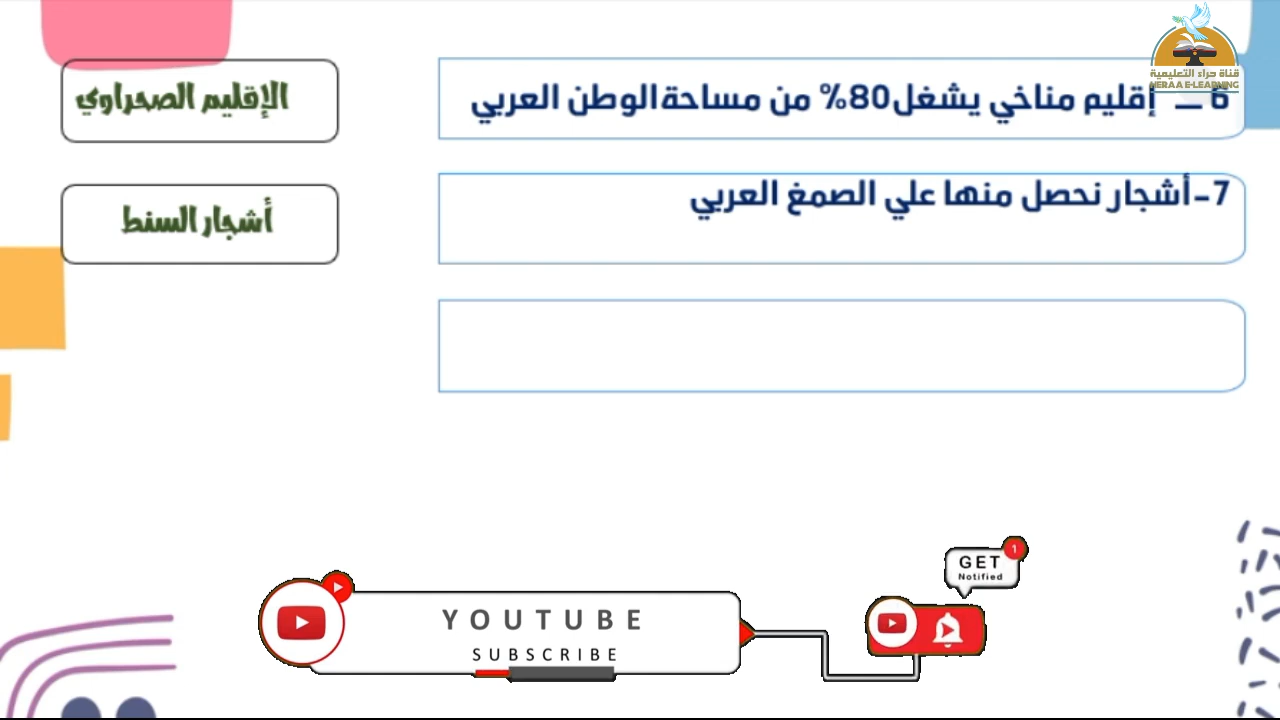 قناة حراء التعليمية
HERAA E-LEARNING
6 – إقليم مناخي يشغل80% من مساحةالوطن العربي
الإقليم الصحراوي
7-أشجار نحصل منها علي الصمغ العربي
أشجار السنط
GET
1
Notified
YOUTUBE
SUBSCRIBE